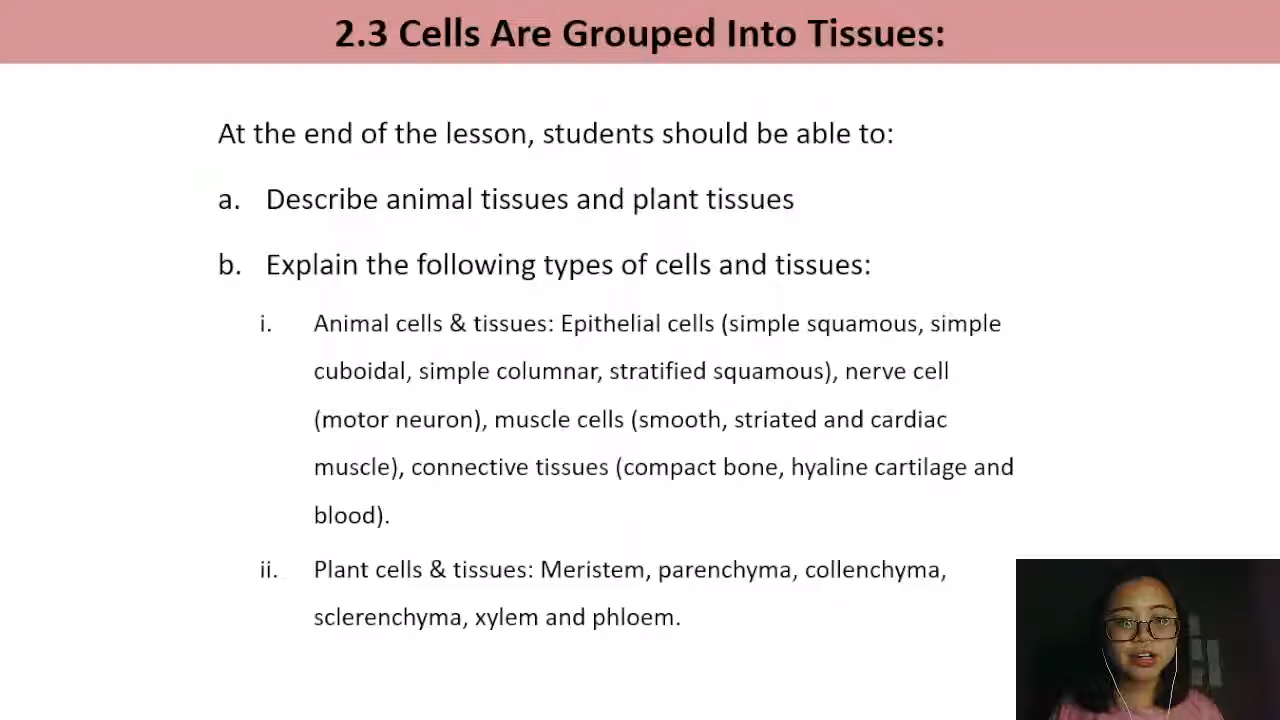 2.3 Cells Are Grouped Into Tissues:
At the end of the lesson, students should be able to:
a. Describe animal tissues and plant tissues
b. Explain the following types of cells and tissues:
i. Animal cells & tissues: Epithelial cells (simple squamous, simple
cuboidal, simple columnar, stratified squamous), nerve cell
(motor neuron), muscle cells (smooth, striated and cardiac
muscle), connective tissues (compact bone, hyaline cartilage and
blood).
ii. Plant cells & tissues: Meristem, parenchyma, collenchyma,
sclerenchyma, xylem and phloem.